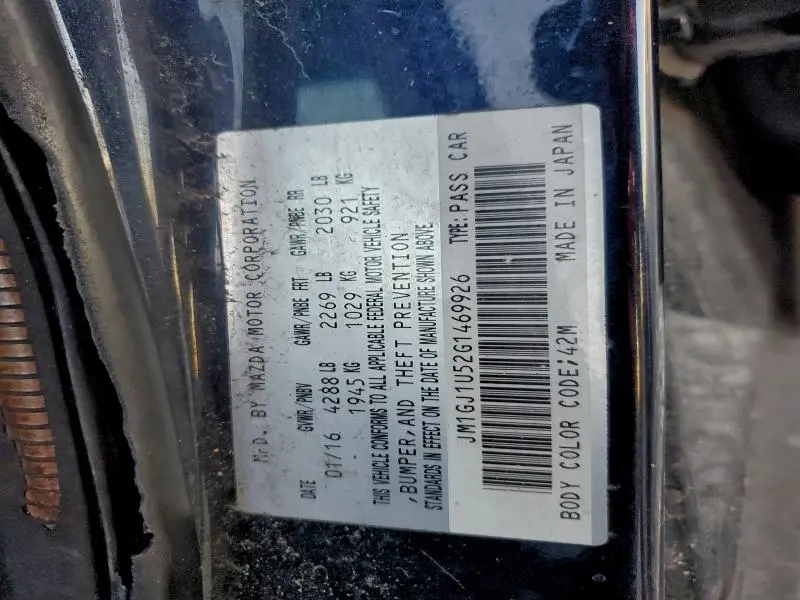 MFD. BY MAZDA MOTOR CORPORATION
DATE GVWR/PNBV GAWR/PNBE FRT GAWR/PNBE RR
01/16 4288 LB 2269 LB 2030 LB
1945 KG 1029 KG 921 KG
THIS VEHICLE CONFORMS TO ALL APPLICABLE FEDERAL MOTOR VEHICLE SAFETY
,BUMPER,AND THEFT PREVENTION
STANDARDS IN EFFECT ON THE DATE OF MANUFACTURE SHOWN ABOVE
JM1GJ1U52G1469926 TYPE:PASS CAR
BODY COLOR CODE;42M MADE IN JAPAN